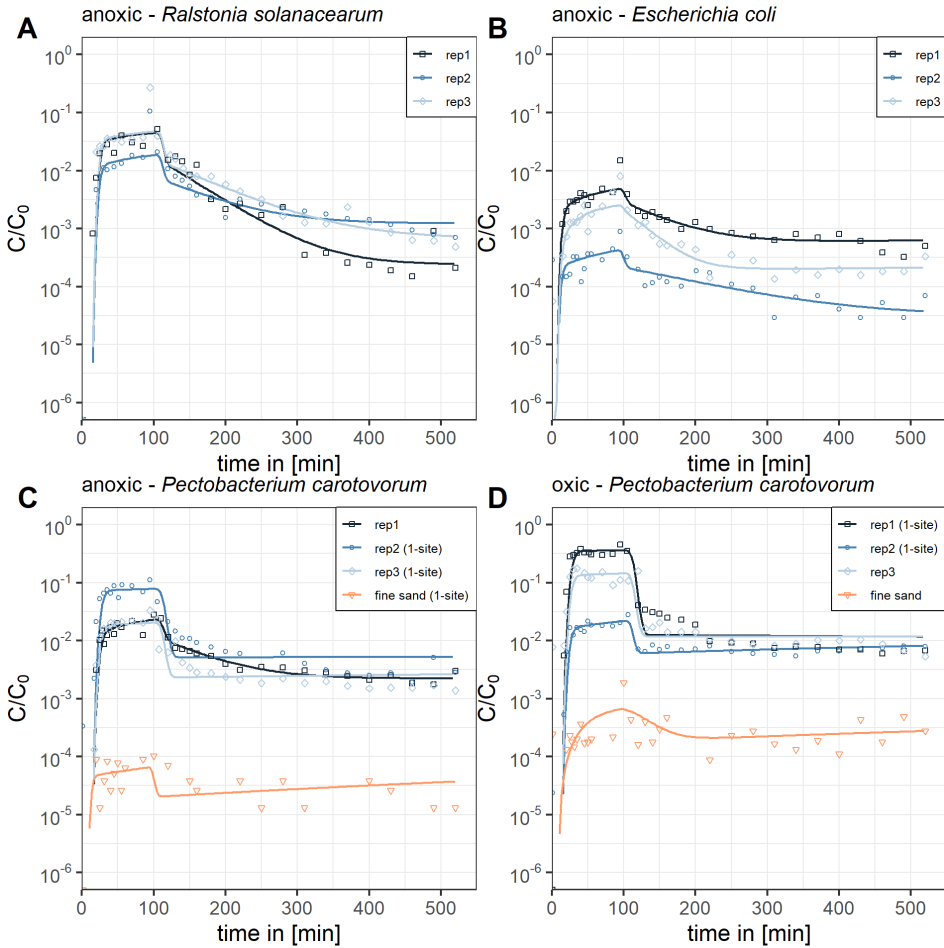 A
anoxic - Ralstonia solanacearum
rep1
rep2
rep3
C/C0
10^0
10^-1
10^-2
10^-3
10^-4
10^-5
10^-6
0
100
200
300
400
500
time in [min]
B
anoxic - Escherichia coli
rep1
rep2
rep3
C/C0
10^0
10^-1
10^-2
10^-3
10^-4
10^-5
10^-6
0
100
200
300
400
500
time in [min]
C
anoxic - Pectobacterium carotovorum
rep1
rep2 (1-site)
rep3 (1-site)
fine sand (1-site)
C/C0
10^0
10^-1
10^-2
10^-3
10^-4
10^-5
10^-6
0
100
200
300
400
500
time in [min]
D
oxic - Pectobacterium carotovorum
rep1 (1-site)
rep2 (1-site)
rep3
fine sand
C/C0
10^0
10^-1
10^-2
10^-3
10^-4
10^-5
10^-6
0
100
200
300
400
500
time in [min]